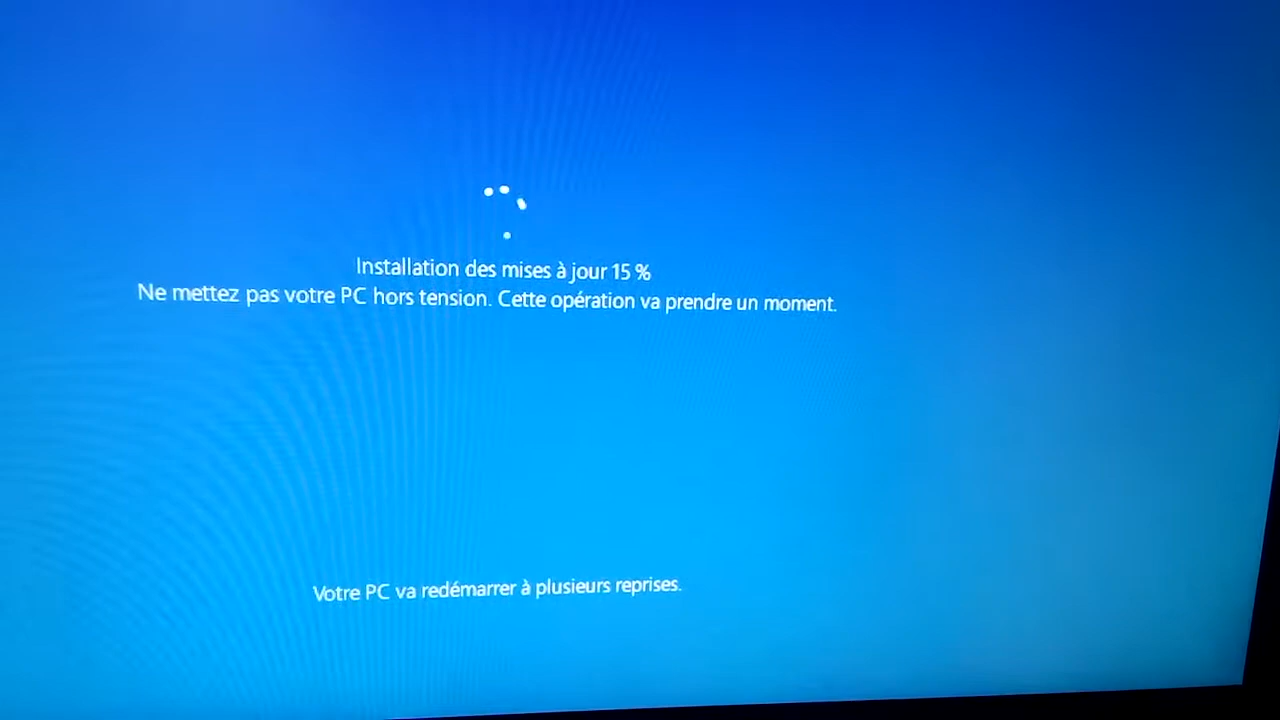 Installation des mises à jour 15 %
Ne mettez pas votre PC hors tension. Cette opération va prendre un moment.
Votre PC va redémarrer à plusieurs reprises.